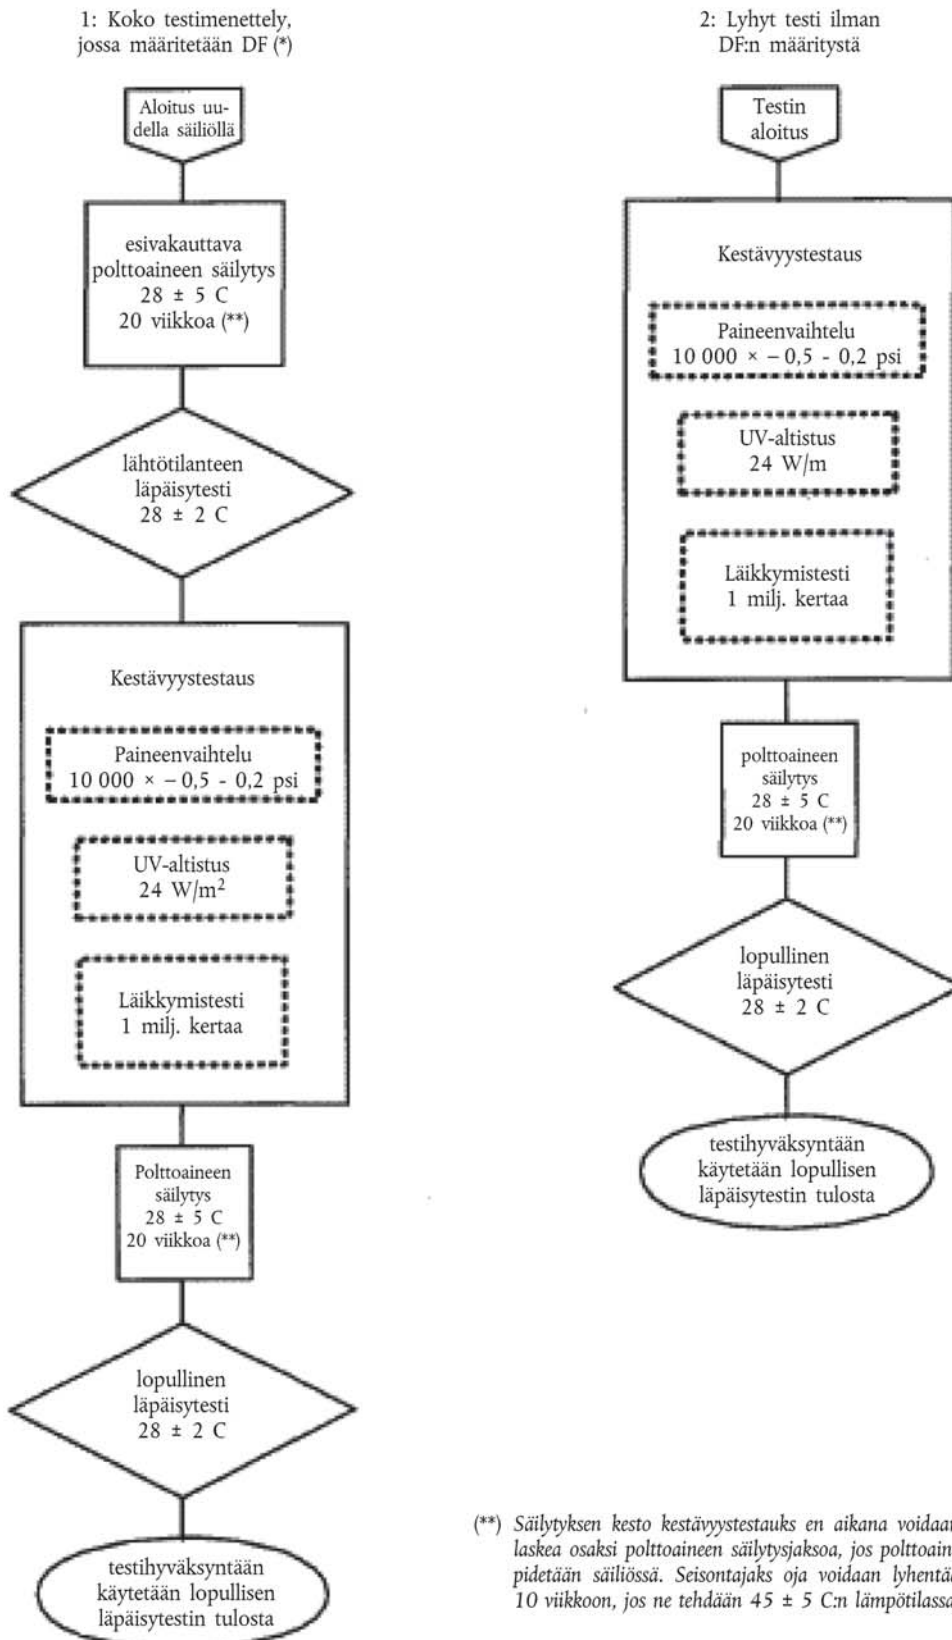 1: Koko testimenettely,
jossa määritetään DF (*)
Aloitus uu-
della säiliöllä
esivakauttava
polttoaineen säilytys
28 ± 5 C
20 viikkoa (**)
lähtötilanteen
läpäisytesti
28 ± 2 C
Kestävyystestaus
Paineenvaihtelu
10 000 × – 0,5 - 0,2 psi
UV-altistus
24 W/m²
Läikkymistesti
1 milj. kertaa
Polttoaineen
säilytys
28 ± 5 C
20 viikkoa (**)
lopullinen
läpäisytesti
28 ± 2 C
testihyväksyntään
käytetään lopullisen
läpäisytestin tulosta
2: Lyhyt testi ilman
DF:n määritystä
Testin
aloitus
Kestävyystestaus
Paineenvaihtelu
10 000 × – 0,5 - 0,2 psi
UV-altistus
24 W/m
Läikkymistesti
1 milj. kertaa
polttoaineen
säilytys
28 ± 5 C
20 viikkoa (**)
lopullinen
läpäisytesti
28 ± 2 C
testihyväksyntään
käytetään lopullisen
läpäisytestin tulosta
(**) Säilytyksen kesto kestävyystestauks en aikana voidaan
laskea osaksi polttoaineen säilytysjaksoa, jos polttoain
pidetään säiliössä. Seisontajaks oja voidaan lyhentä
10 viikkoon, jos ne tehdään 45 ± 5 C:n lämpötilassa